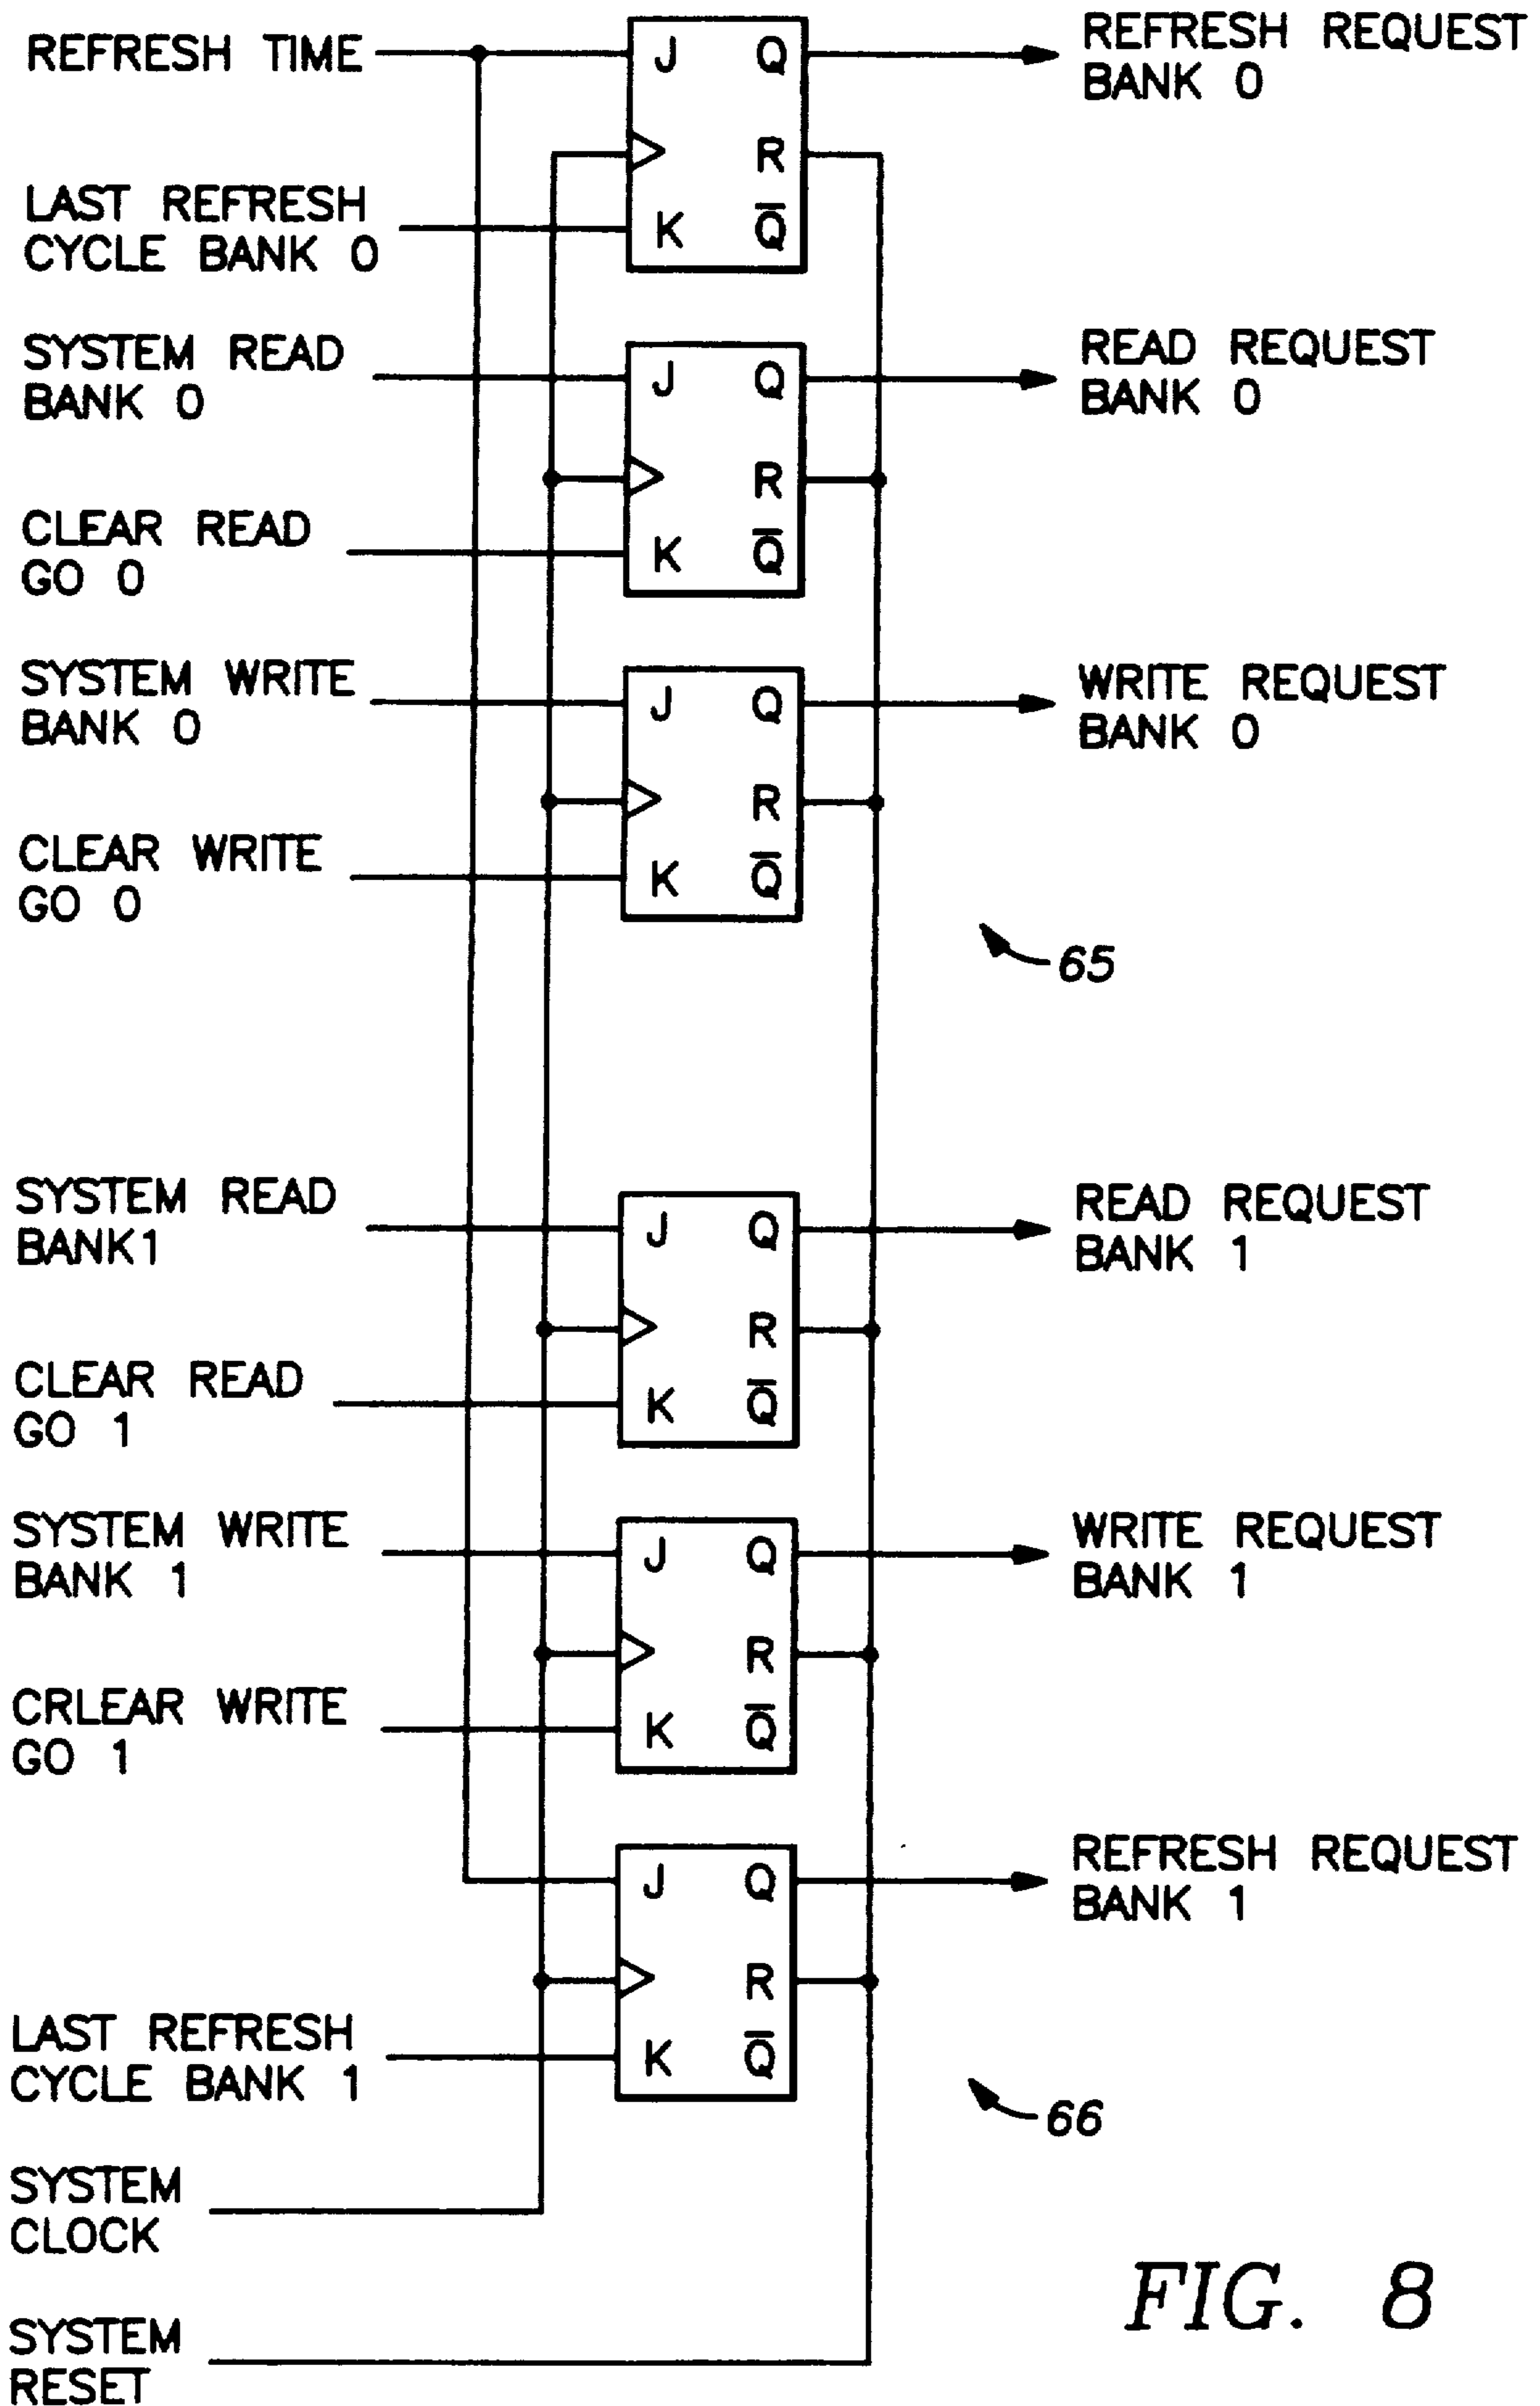 REFRESH TIME
J Q
REFRESH REQUEST
BANK 0
R
LAST REFRESH
CYCLE BANK 0
K Q̅
SYSTEM READ
BANK 0
J Q
READ REQUEST
BANK 0
R
CLEAR READ
GO 0
K Q̅
SYSTEM WRITE
BANK 0
J Q
WRITE REQUEST
BANK 0
R
CLEAR WRITE
GO 0
K Q̅
65
SYSTEM READ
BANK1
J Q
READ REQUEST
BANK 1
R
CLEAR READ
GO 1
K Q̅
SYSTEM WRITE
BANK 1
J Q
WRITE REQUEST
BANK 1
R
CRLEAR WRITE
GO 1
K Q̅
J Q
REFRESH REQUEST
BANK 1
R
LAST REFRESH
CYCLE BANK 1
K Q̅
66
SYSTEM
CLOCK
SYSTEM
RESET
FIG. 8